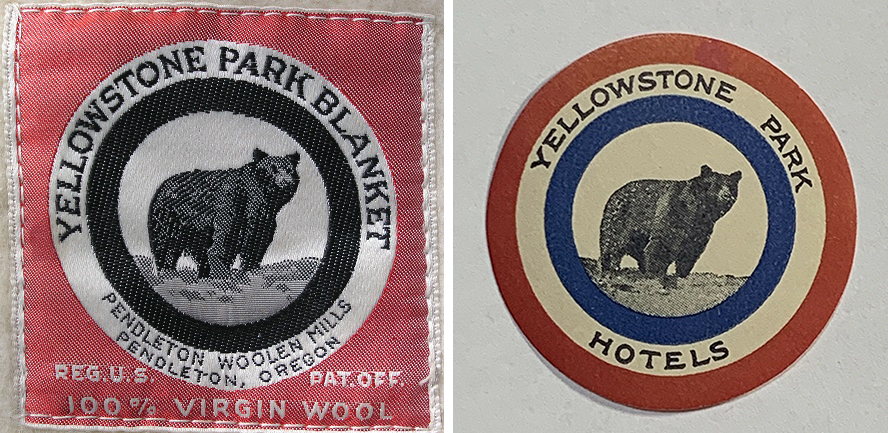 YELLOWSTONE PARK BLANKET
PENDLETON WOOLEN MILLS
PENDLETON, OREGON
REG.U.S. PAT.OFF.
100% VIRGIN WOOL
YELLOWSTONE PARK
HOTELS